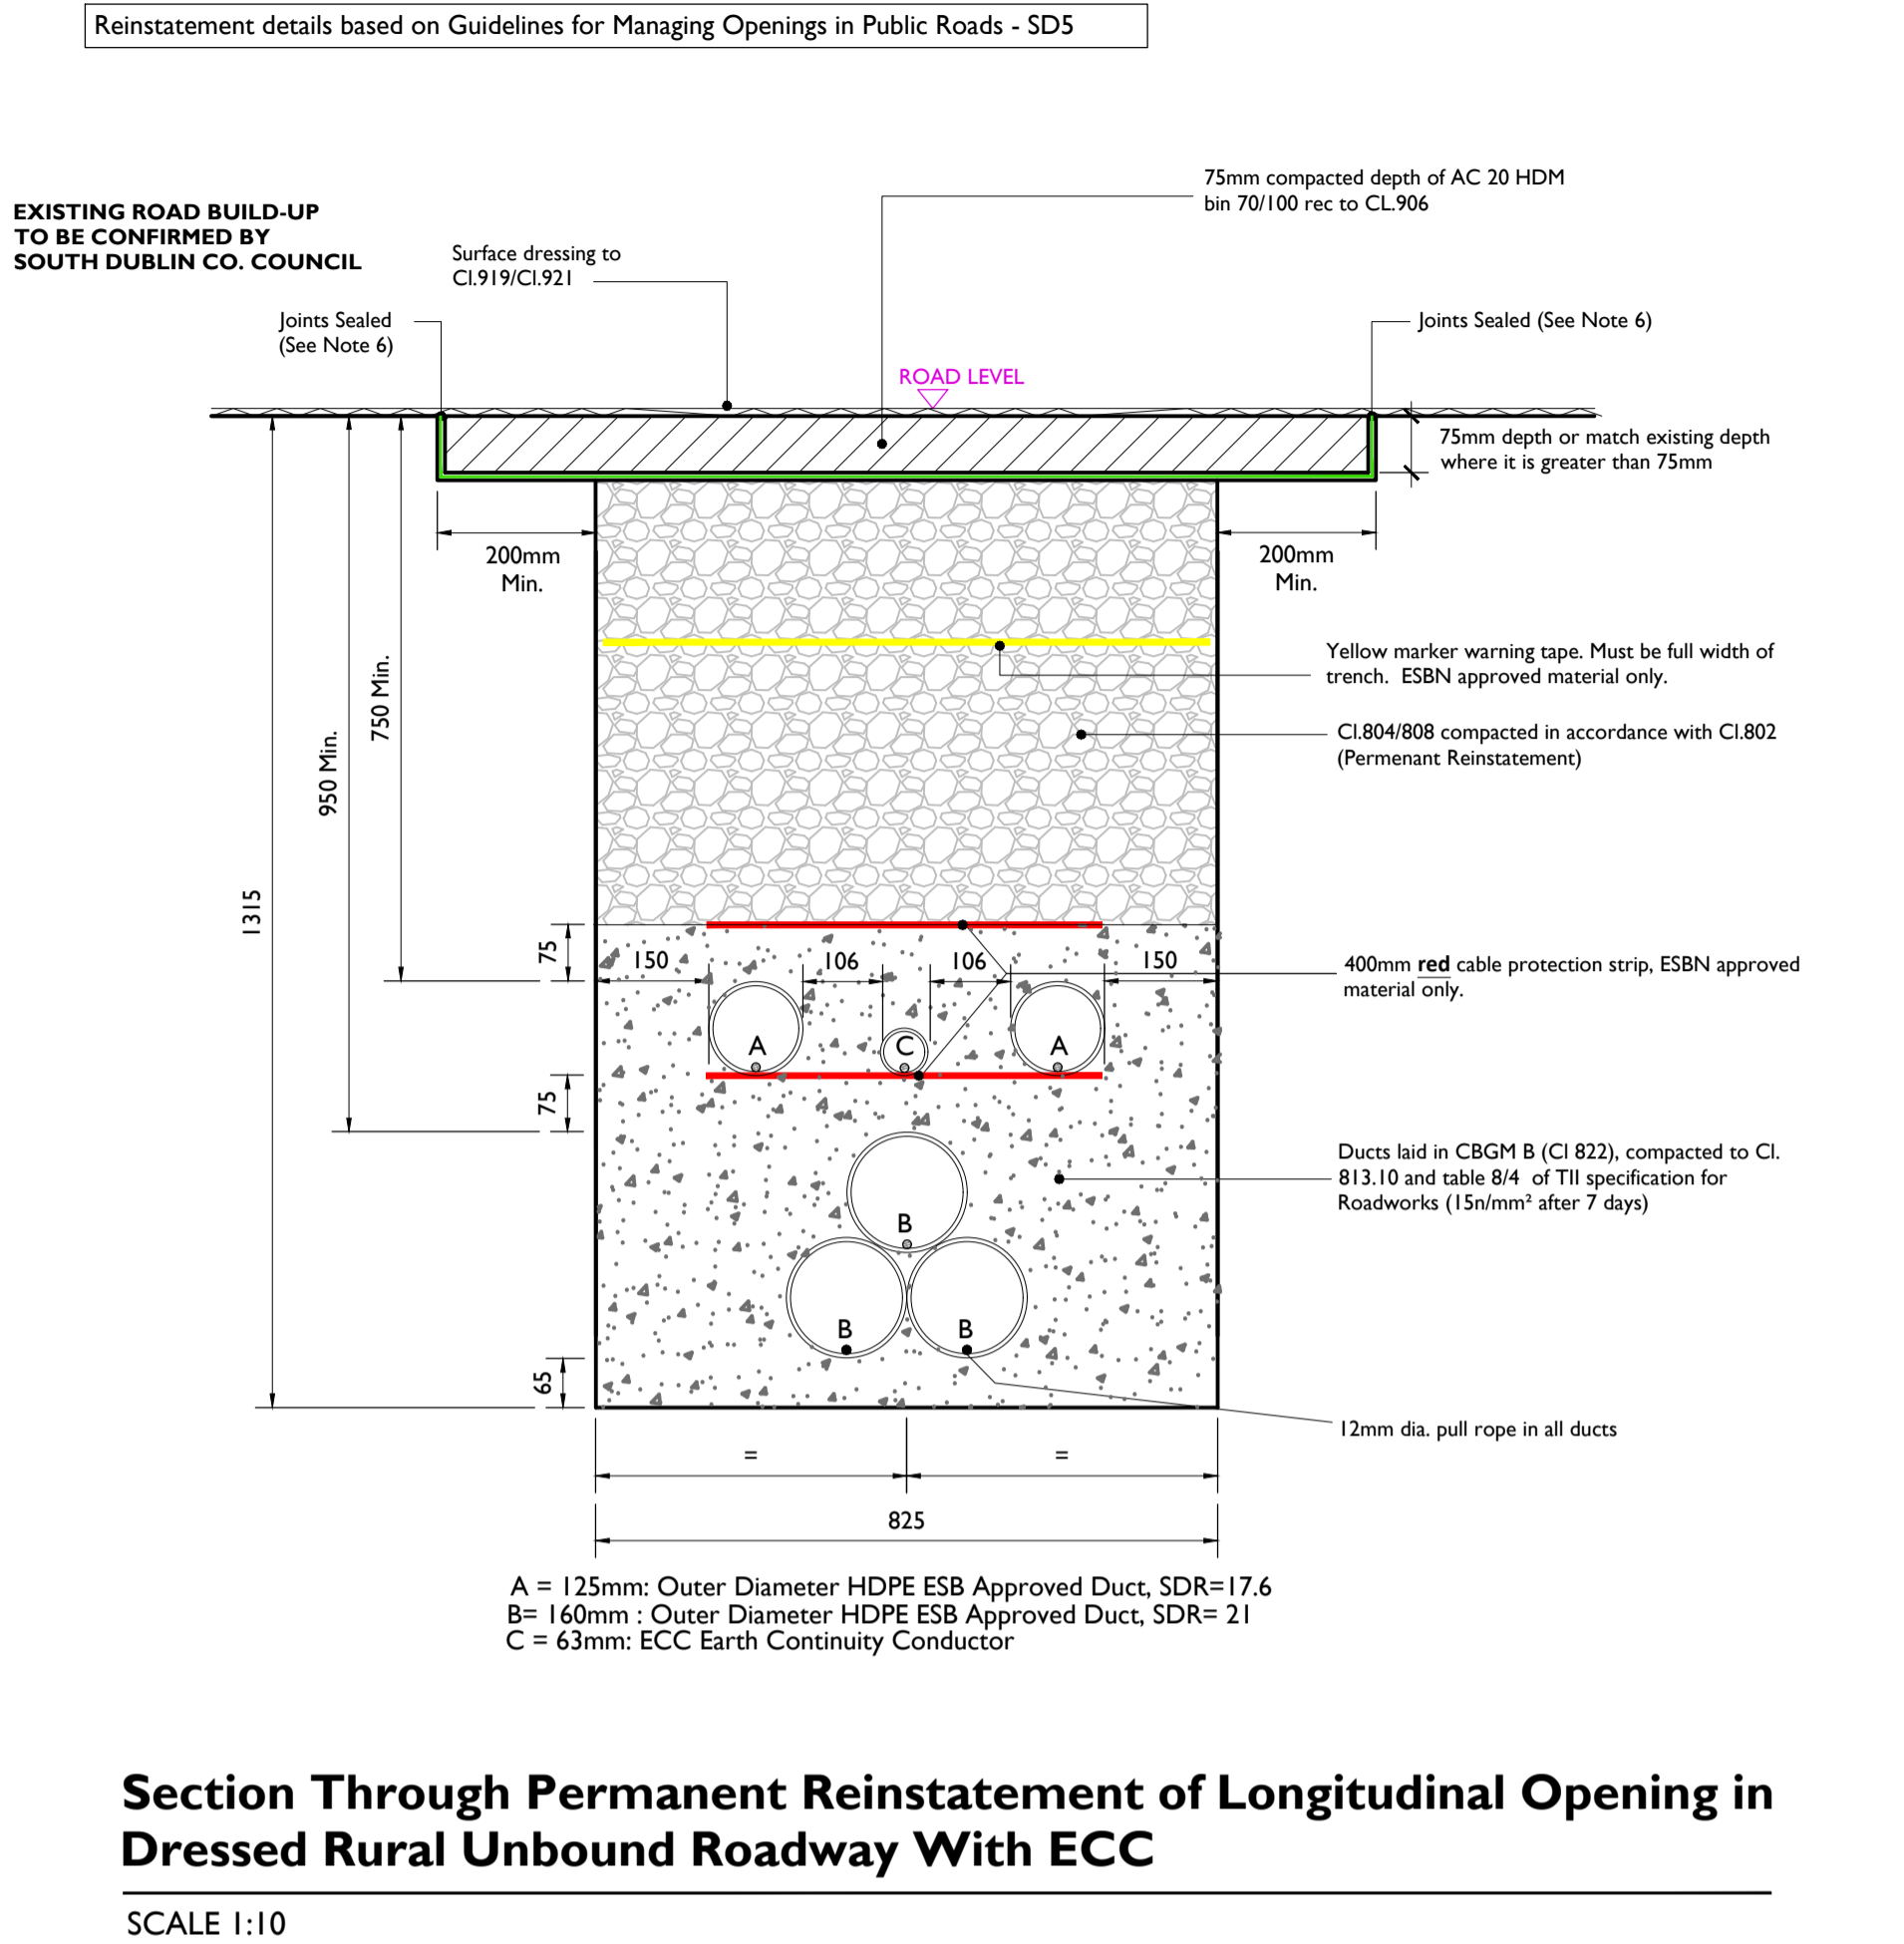 Reinstatement details based on Guidelines for Managing Openings in Public Roads - SD5
75mm compacted depth of AC 20 HDM
bin 70/100 rec to CL.906
EXISTING ROAD BUILD-UP
TO BE CONFIRMED BY
SOUTH DUBLIN CO. COUNCIL
Surface dressing to
Cl.919/Cl.921
Joints Sealed
(See Note 6)
Joints Sealed (See Note 6)
ROAD LEVEL
75mm depth or match existing depth
where it is greater than 75mm
200mm
Min.
200mm
Min.
Yellow marker warning tape. Must be full width of
trench. ESBN approved material only.
750 Min.
950 Min.
1315
Cl.804/808 compacted in accordance with Cl.802
(Permenant Reinstatement)
75
150
106
106
150
400mm red cable protection strip, ESBN approved
material only.
A
C
A
75
Ducts laid in CBGM B (Cl 822), compacted to Cl.
813.10 and table 8/4 of TII specification for
Roadworks (15n/mm² after 7 days)
B
B
B
65
12mm dia. pull rope in all ducts
=
=
825
A = 125mm: Outer Diameter HDPE ESB Approved Duct, SDR=17.6
B= 160mm : Outer Diameter HDPE ESB Approved Duct, SDR= 21
C = 63mm: ECC Earth Continuity Conductor
Section Through Permanent Reinstatement of Longitudinal Opening in
Dressed Rural Unbound Roadway With ECC
SCALE 1:10